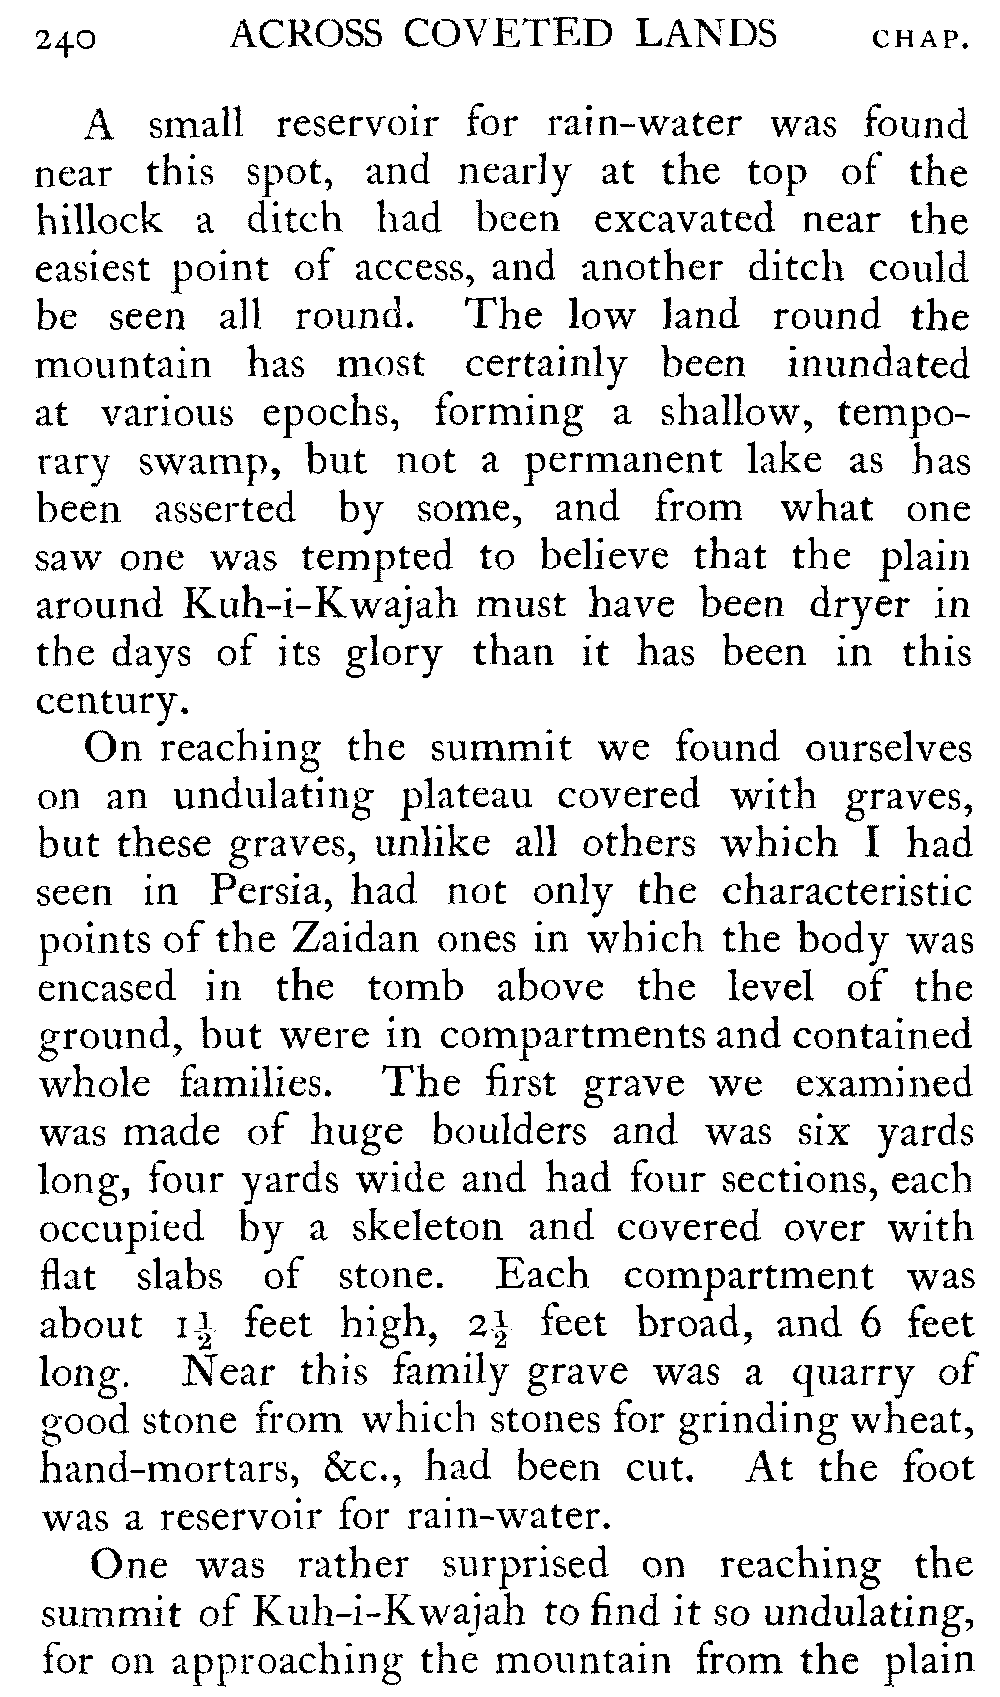 240 ACROSS COVETED LANDS CHAP.
A small reservoir for rain-water was found
near this spot, and nearly at the top of the
hillock a ditch had been excavated near the
easiest point of access, and another ditch could
be seen all round. The low land round the
mountain has most certainly been inundated
at various epochs, forming a shallow, tempo-
rary swamp, but not a permanent lake as has
been asserted by some, and from what one
saw one was tempted to believe that the plain
around Kuh-i-Kwajah must have been dryer in
the days of its glory than it has been in this
century.
On reaching the summit we found ourselves
on an undulating plateau covered with graves,
but these graves, unlike all others which I had
seen in Persia, had not only the characteristic
points of the Zaidan ones in which the body was
encased in the tomb above the level of the
ground, but were in compartments and contained
whole families. The first grave we examined
was made of huge boulders and was six yards
long, four yards wide and had four sections, each
occupied by a skeleton and covered over with
flat slabs of stone. Each compartment was
about 1½ feet high, 2½ feet broad, and 6 feet
long. Near this family grave was a quarry of
good stone from which stones for grinding wheat,
hand-mortars, &c., had been cut. At the foot
was a reservoir for rain-water.
One was rather surprised on reaching the
summit of Kuh-i-Kwajah to find it so undulating,
for on approaching the mountain from the plain